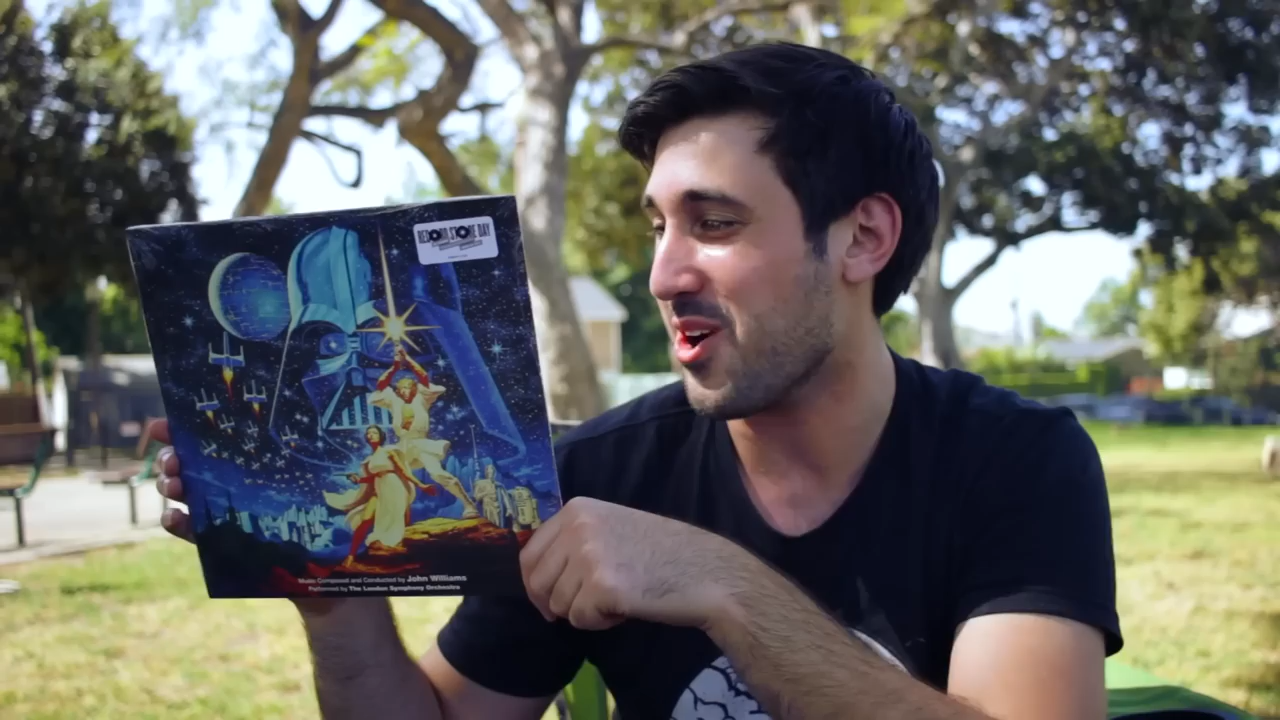 RECORD STORE DAY
Music Composed and Conducted by John Williams
Performed by The London Symphony Orchestra